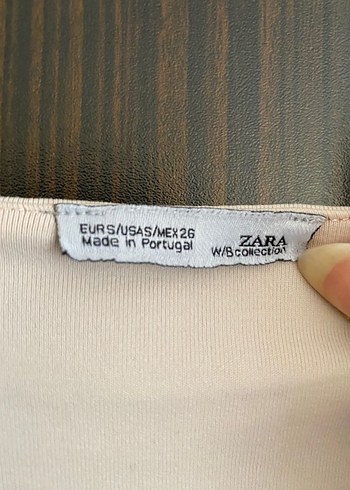 EUR S/USA S/MEX 26
Made in Portugal
ZARA
W/B collection